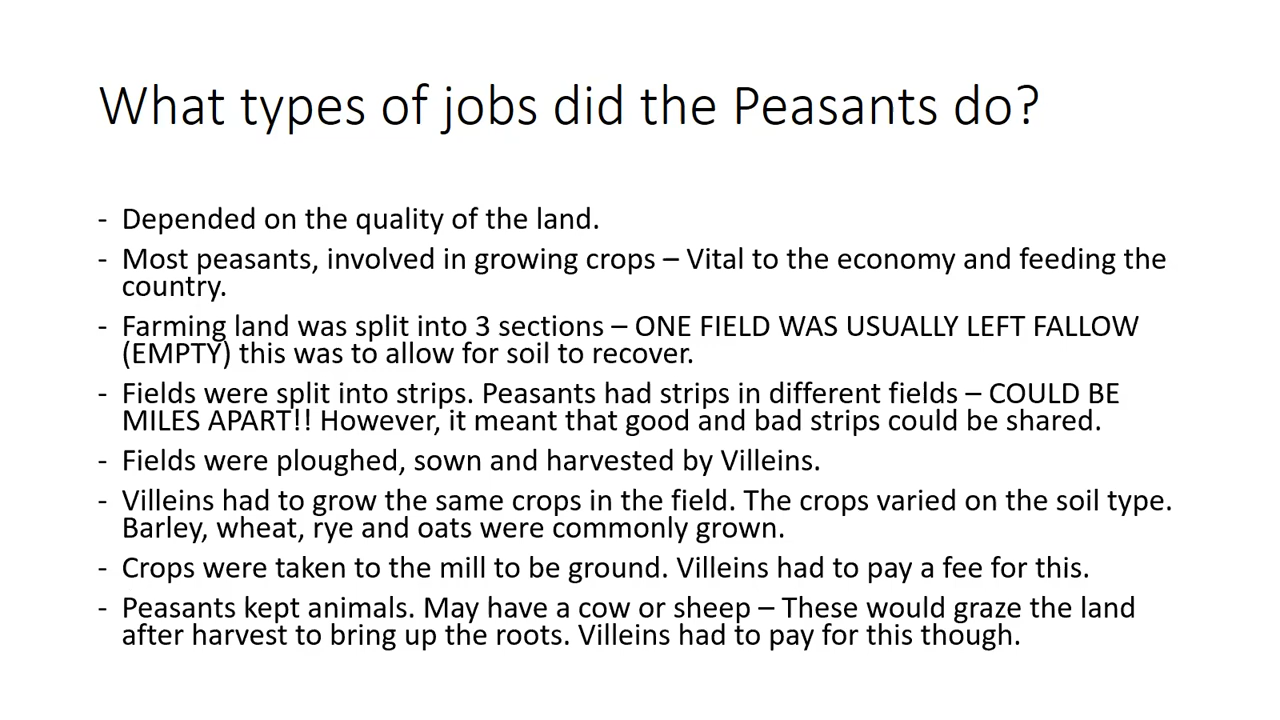 What types of jobs did the Peasants do?
- Depended on the quality of the land.
- Most peasants, involved in growing crops – Vital to the economy and feeding the
country.
- Farming land was split into 3 sections – ONE FIELD WAS USUALLY LEFT FALLOW
(EMPTY) this was to allow for soil to recover.
- Fields were split into strips. Peasants had strips in different fields – COULD BE
MILES APART!! However, it meant that good and bad strips could be shared.
- Fields were ploughed, sown and harvested by Villeins.
- Villeins had to grow the same crops in the field. The crops varied on the soil type.
Barley, wheat, rye and oats were commonly grown.
- Crops were taken to the mill to be ground. Villeins had to pay a fee for this.
- Peasants kept animals. May have a cow or sheep – These would graze the land
after harvest to bring up the roots. Villeins had to pay for this though.